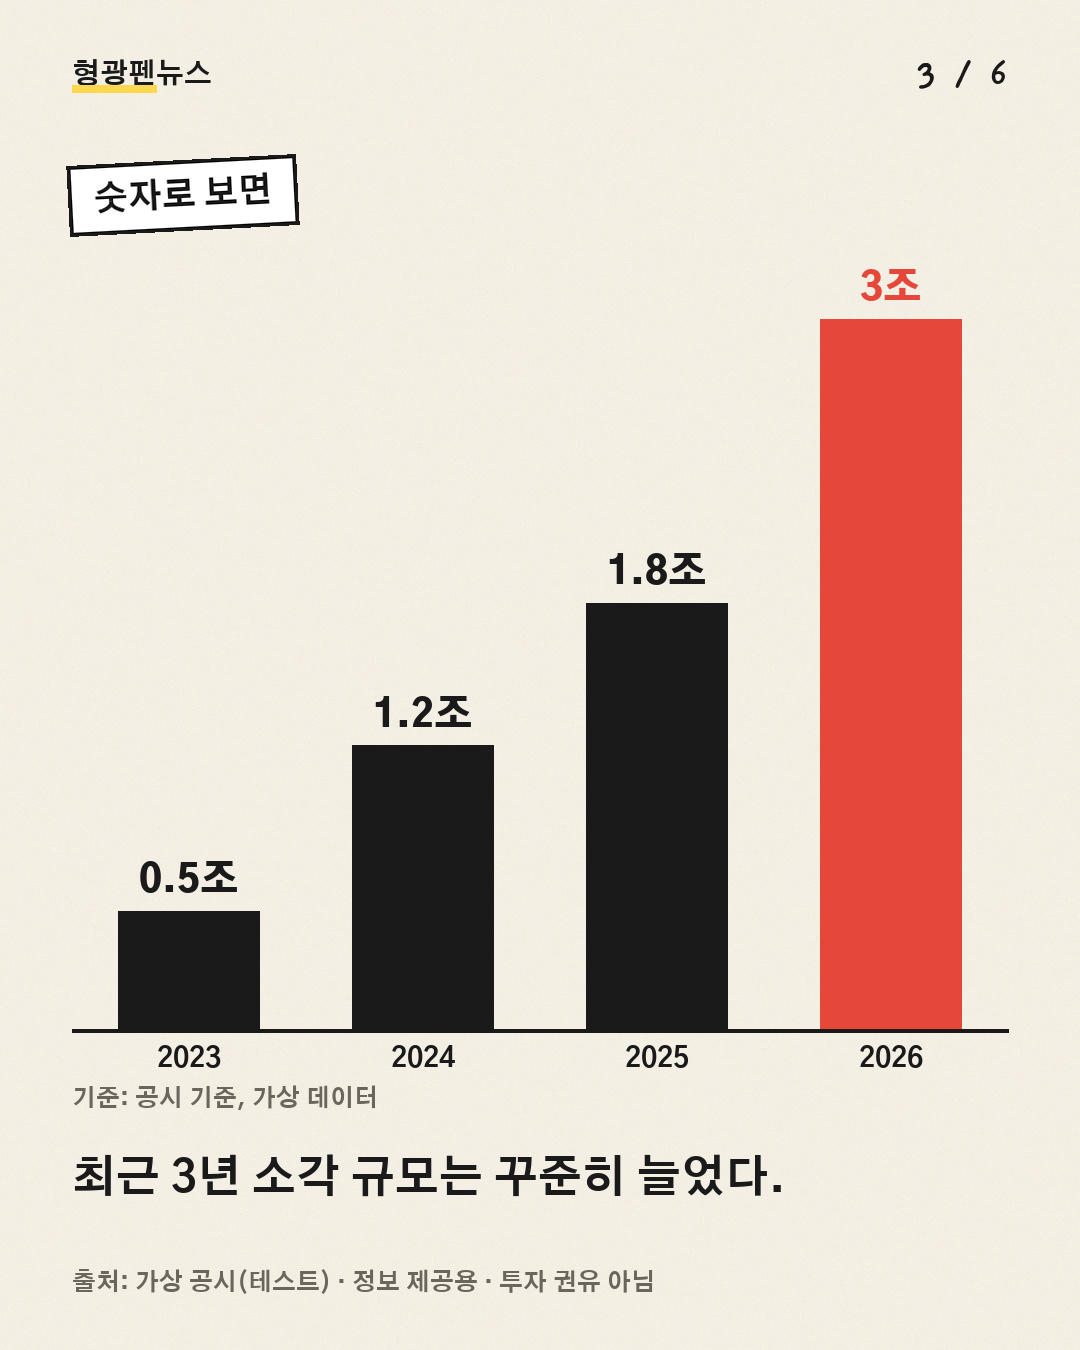 형광펜뉴스
3 / 6
숫자로 보면
3조
1.8조
1.2조
0.5조
2023 2024 2025 2026
기준: 공시 기준, 가상 데이터
최근 3년 소각 규모는 꾸준히 늘었다.
출처: 가상 공시(테스트) · 정보 제공용 · 투자 권유 아님